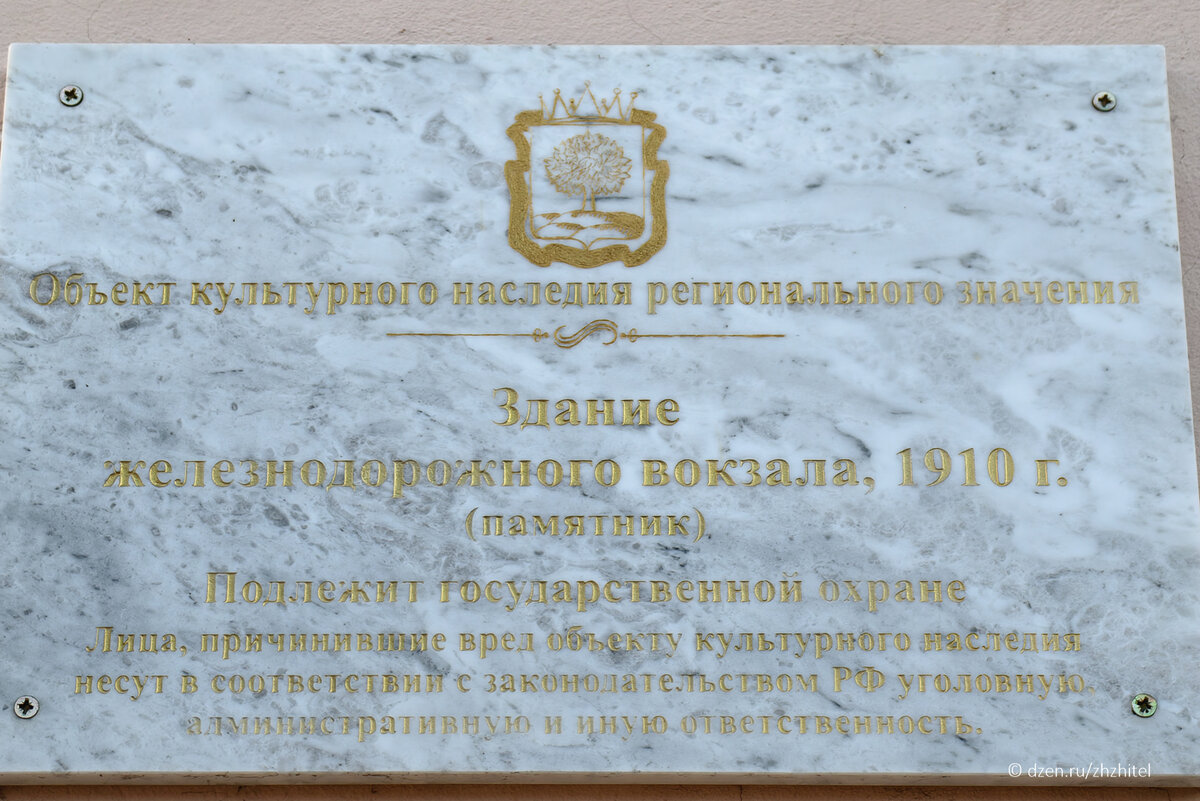 Объект культурного наследия регионального значения
Здание
железнодорожного вокзала, 1910 г.
(памятник)
Подлежит государственной охране
Лица, причинившие вред объекту культурного наследия
несут в соответствии с законодательством РФ уголовную,
административную и иную ответственность.
© dzen.ru/zhzhitel